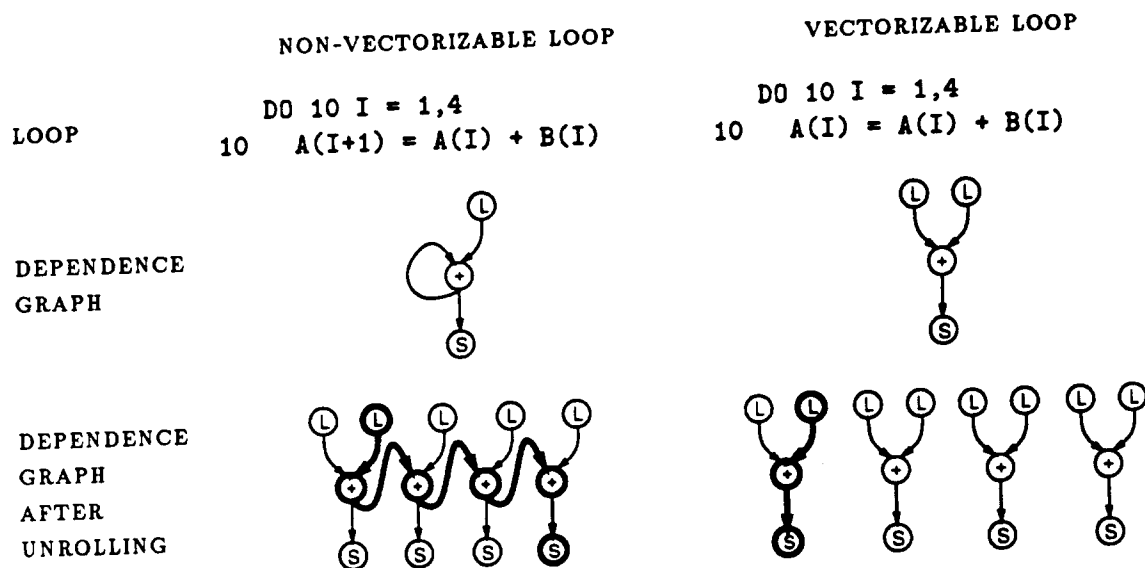 NON-VECTORIZABLE LOOP
VECTORIZABLE LOOP
LOOP
DO 10 I = 1,4
10 A(I+1) = A(I) + B(I)
DO 10 I = 1,4
10 A(I) = A(I) + B(I)
DEPENDENCE
GRAPH
L
+
S
L L
+
S
DEPENDENCE
GRAPH
AFTER
UNROLLING
L L L L L
+ + + +
S S S S
L L L L L L L L
+ + + +
S S S S